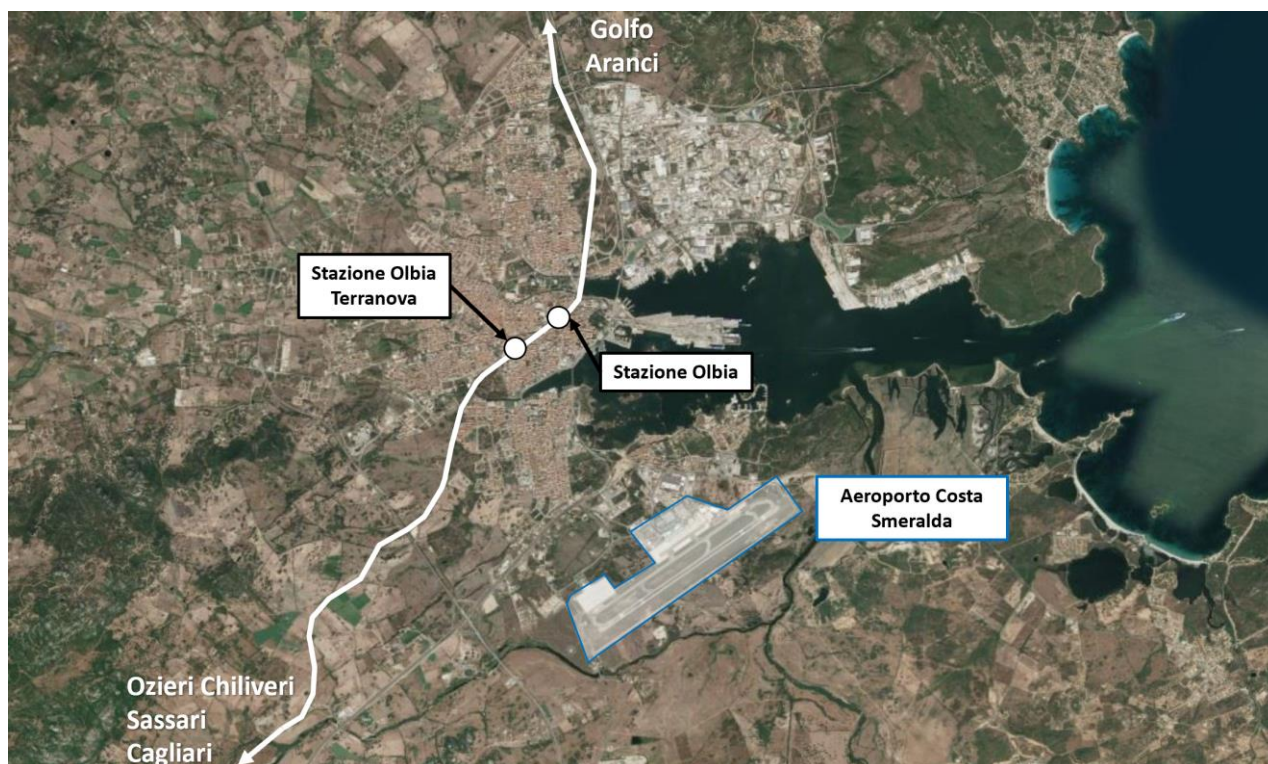 Golfo
Aranci
Stazione Olbia
Terranova
Stazione Olbia
Aeroporto Costa
Smeralda
Ozieri Chiliveri
Sassari
Cagliari